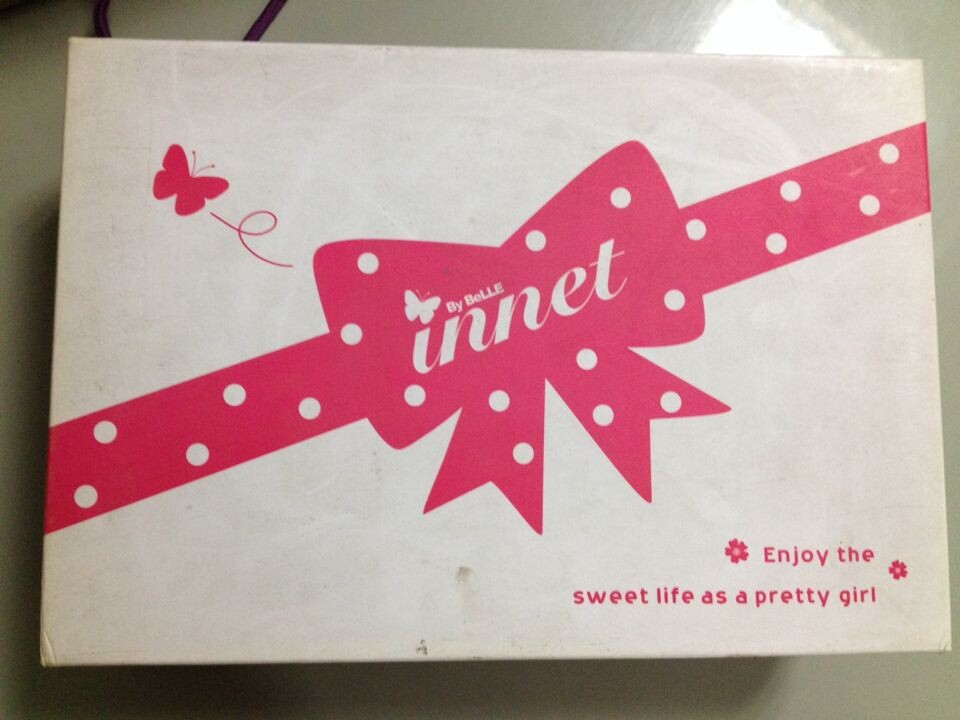 By BeLLE
innet
Enjoy the
sweet life as a pretty girl